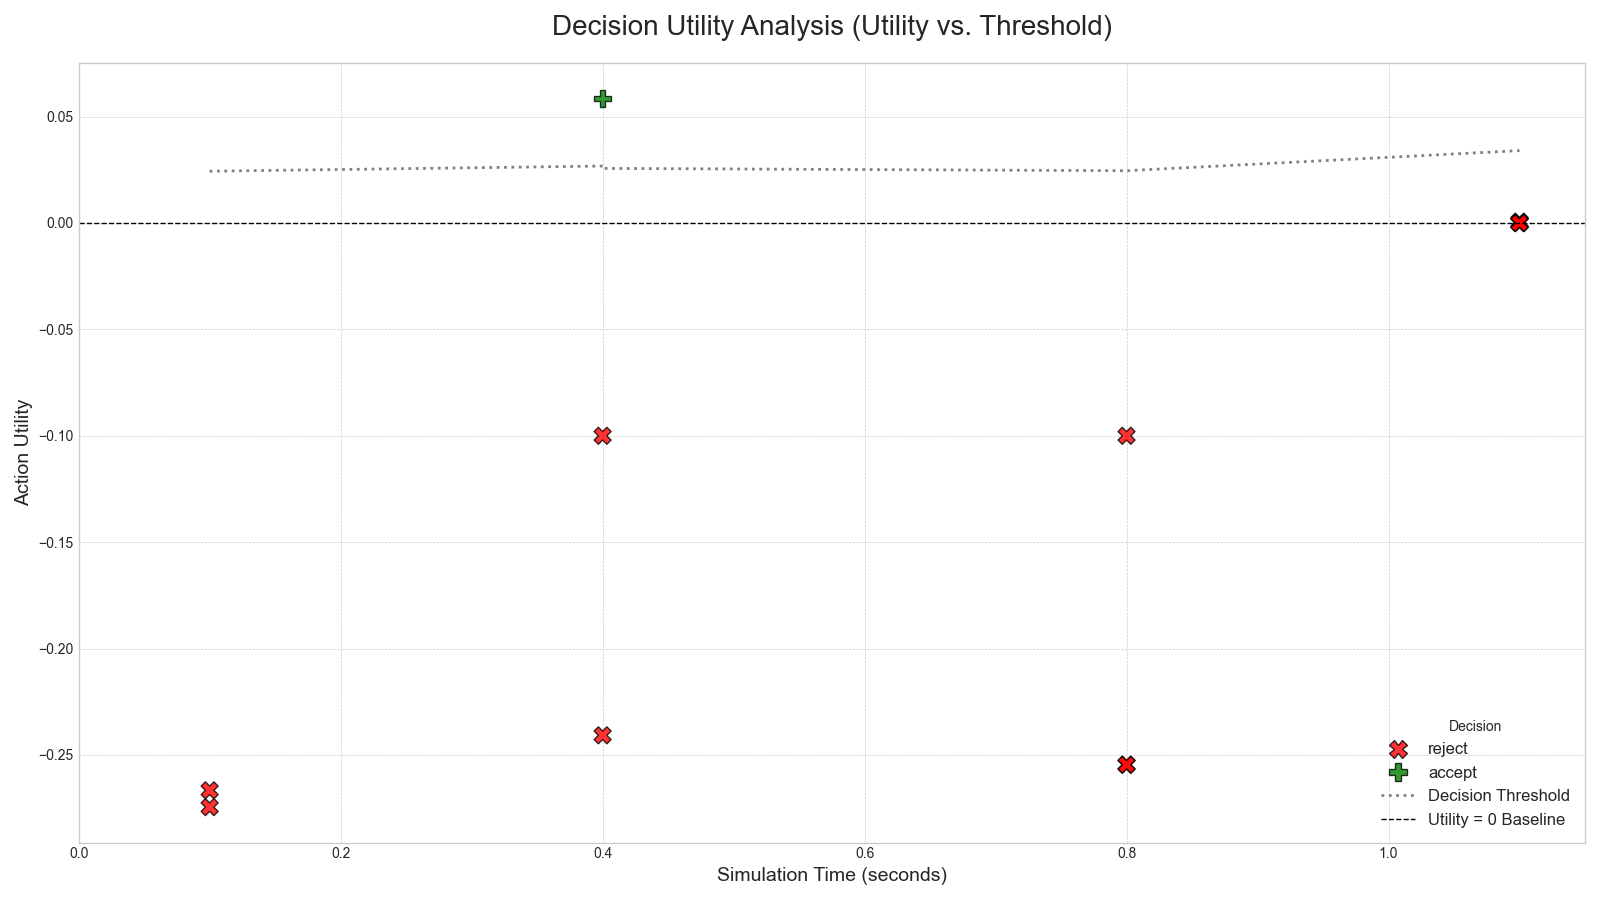 Decision Utility Analysis (Utility vs. Threshold)
0.05
0.00
−0.05
−0.10
−0.15
−0.20
−0.25
Action Utility
Decision
reject
accept
Decision Threshold
Utility = 0 Baseline
0.0 0.2 0.4 0.6 0.8 1.0
Simulation Time (seconds)